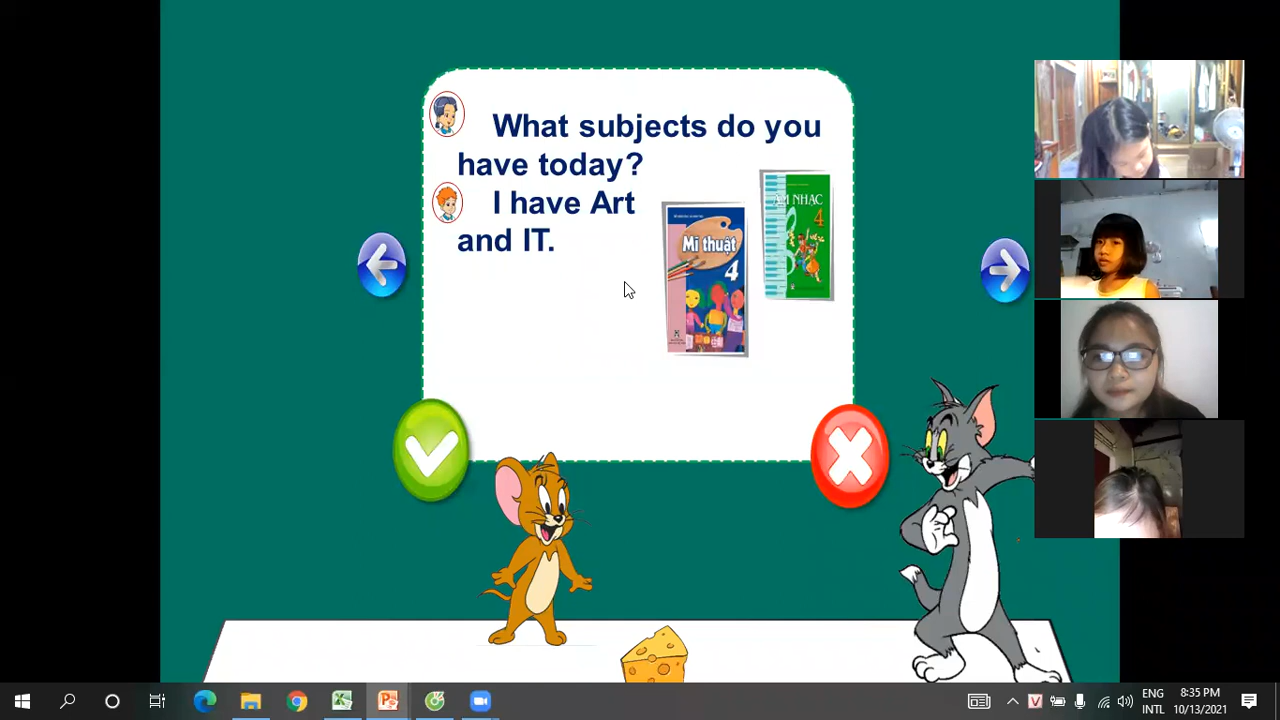 What subjects do you
have today?
I have Art
and IT.
ÂM NHẠC
4
Mĩ thuật
4
ENG
INTL
8:35 PM
10/13/2021